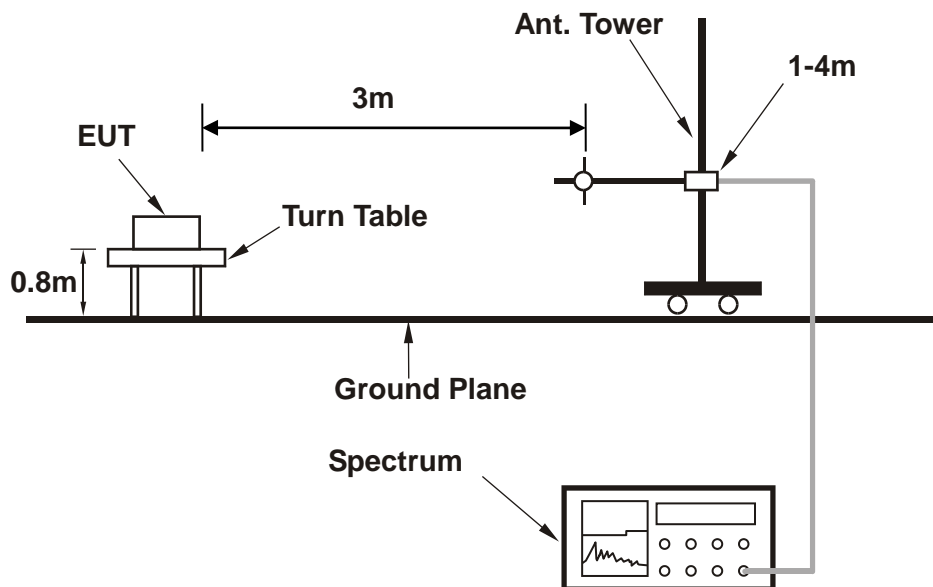 Ant. Tower
1-4m
3m
EUT
Turn Table
0.8m
Ground Plane
Spectrum